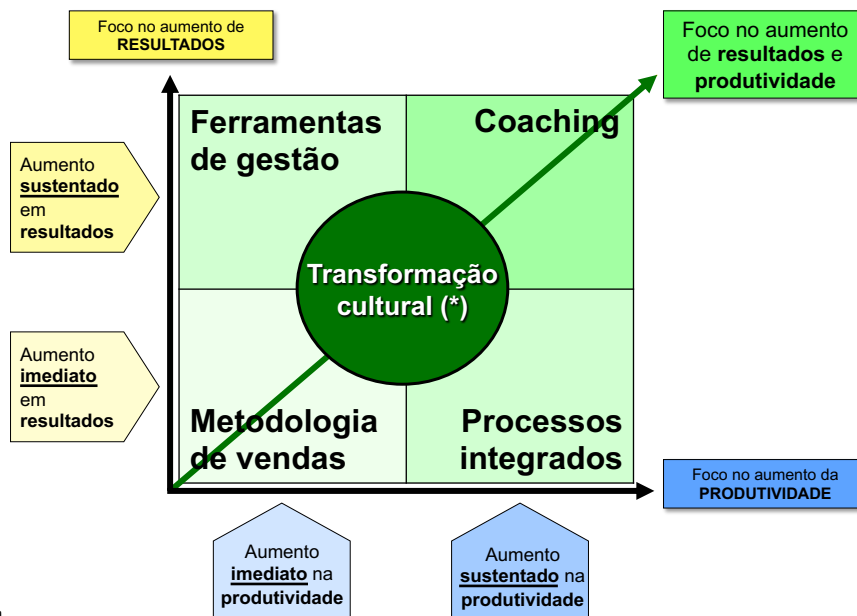 Foco no aumento de
RESULTADOS
Foco no aumento
de resultados e
produtividade
Ferramentas
de gestão
Coaching
Aumento
sustentado
em
resultados
Transformação
cultural (*)
Aumento
imediato
em
resultados
Metodologia
de vendas
Processos
integrados
Foco no aumento da
PRODUTIVIDADE
Aumento
imediato na
produtividade
Aumento
sustentado na
produtividade